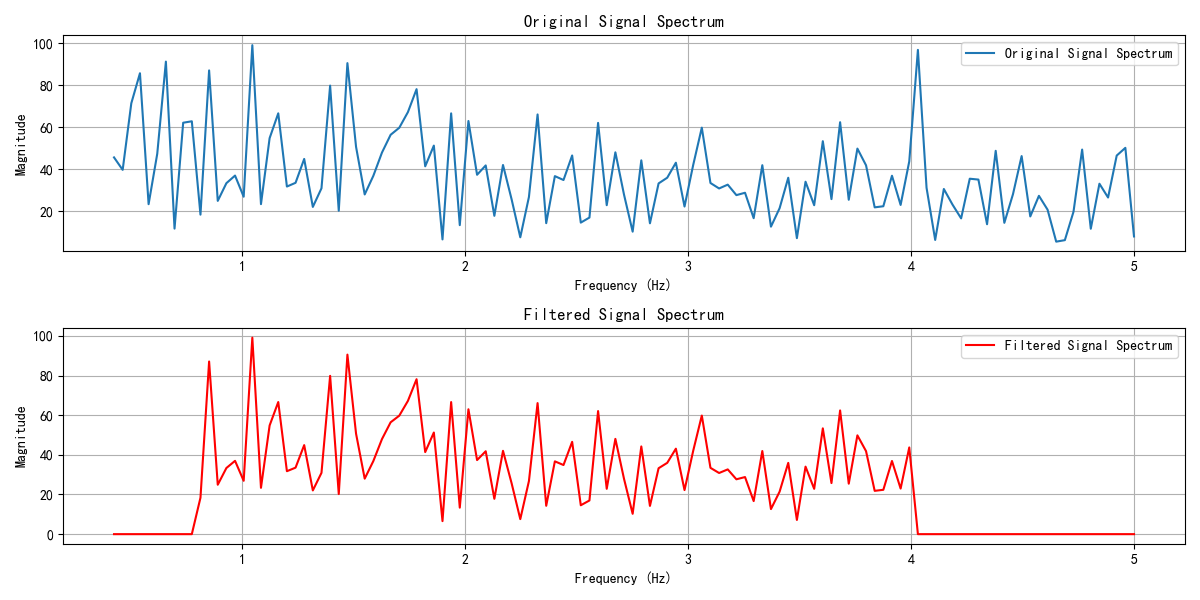 Original Signal Spectrum
Original Signal Spectrum
Magnitude
100
80
60
40
20
1 2 3 4 5
Frequency (Hz)
Filtered Signal Spectrum
Filtered Signal Spectrum
Magnitude
100
80
60
40
20
0
1 2 3 4 5
Frequency (Hz)